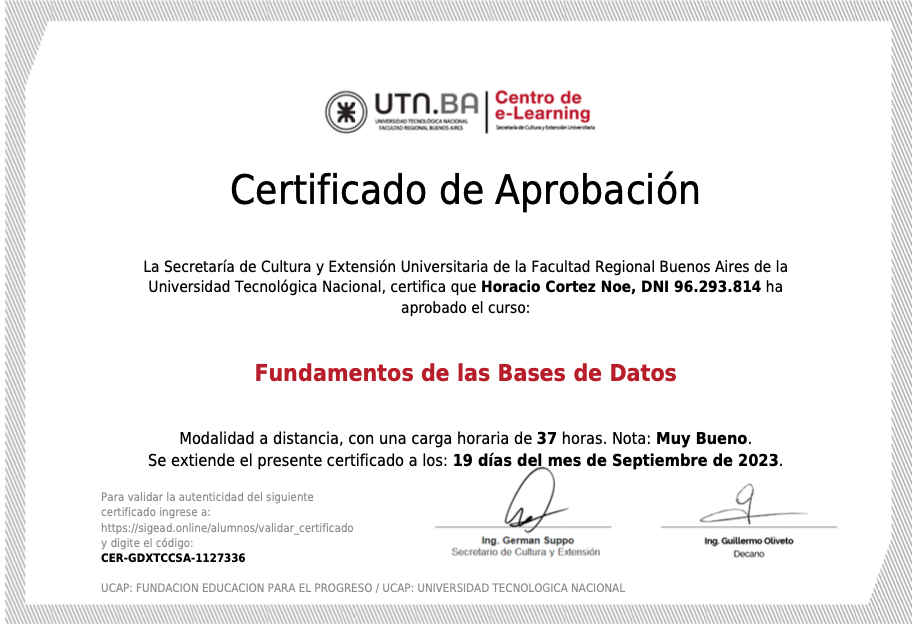 UTN.BA
UNIVERSIDAD TECNOLÓGICA NACIONAL
FACULTAD REGIONAL BUENOS AIRES
Centro de
e-Learning
Secretaría de Cultura y Extensión Universitaria
Certificado de Aprobación
La Secretaría de Cultura y Extensión Universitaria de la Facultad Regional Buenos Aires de la
Universidad Tecnológica Nacional, certifica que Horacio Cortez Noe, DNI 96.293.814 ha
aprobado el curso:
Fundamentos de las Bases de Datos
Modalidad a distancia, con una carga horaria de 37 horas. Nota: Muy Bueno.
Se extiende el presente certificado a los: 19 días del mes de Septiembre de 2023.
Para validar la autenticidad del siguiente
certificado ingrese a:
https://sigead.online/alumnos/validar_certificado
y digite el código:
CER-GDXTCCSA-1127336
Ing. German Suppo
Secretario de Cultura y Extensión
Ing. Guillermo Oliveto
Decano
UCAP: FUNDACION EDUCACION PARA EL PROGRESO / UCAP: UNIVERSIDAD TECNOLOGICA NACIONAL